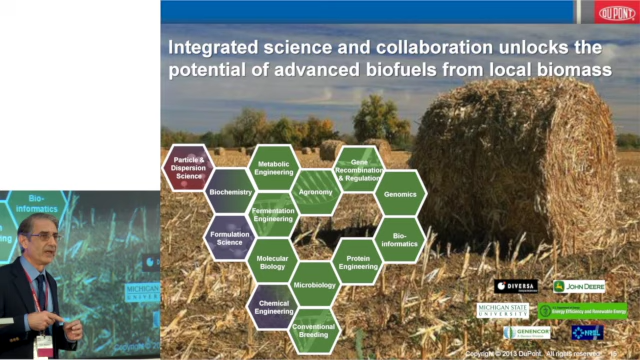 DU PONT
Integrated science and collaboration unlocks the
potential of advanced biofuels from local biomass
Particle &
Dispersion
Science
Biochemistry
Formulation
Science
Metabolic
Engineering
Fermentation
Engineering
Molecular
Biology
Chemical
Engineering
Agronomy
Microbiology
Conventional
Breeding
Gene
Recombination
& Regulation
Protein
Engineering
Genomics
Bio-
informatics
DIVERSA
JOHN DEERE
MICHIGAN STATE
UNIVERSITY
Energy Efficiency and Renewable Energy
GENENCOR
NREL
Copyright © 2013 DuPont. All rights reserved.
Bio-
informatics
MICHIGAN
UNIVERSITY